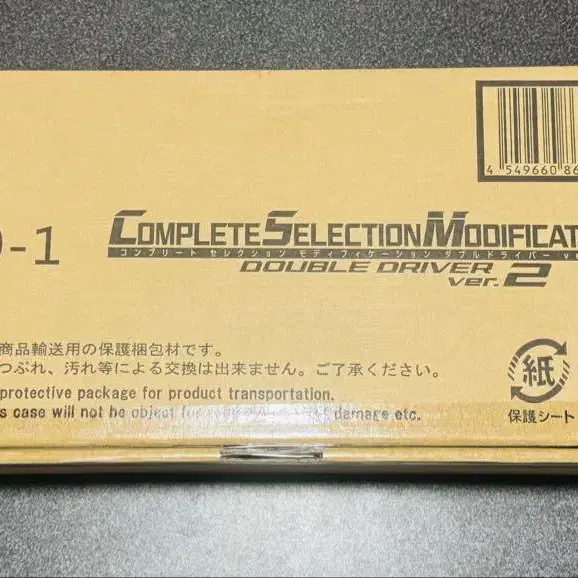 4 549660 86
-1
COMPLETE SELECTION MODIFICAT
コンプリート セレクション モディフィケーション ダブルドライバー ve
DOUBLE DRIVER
ver.2
商品輸送用の保護梱包材です。
つぶれ、汚れ等による交換は出来ません。ご了承ください。
protective package for product transportation.
s case will not be object for damage etc.
紙
保護シート